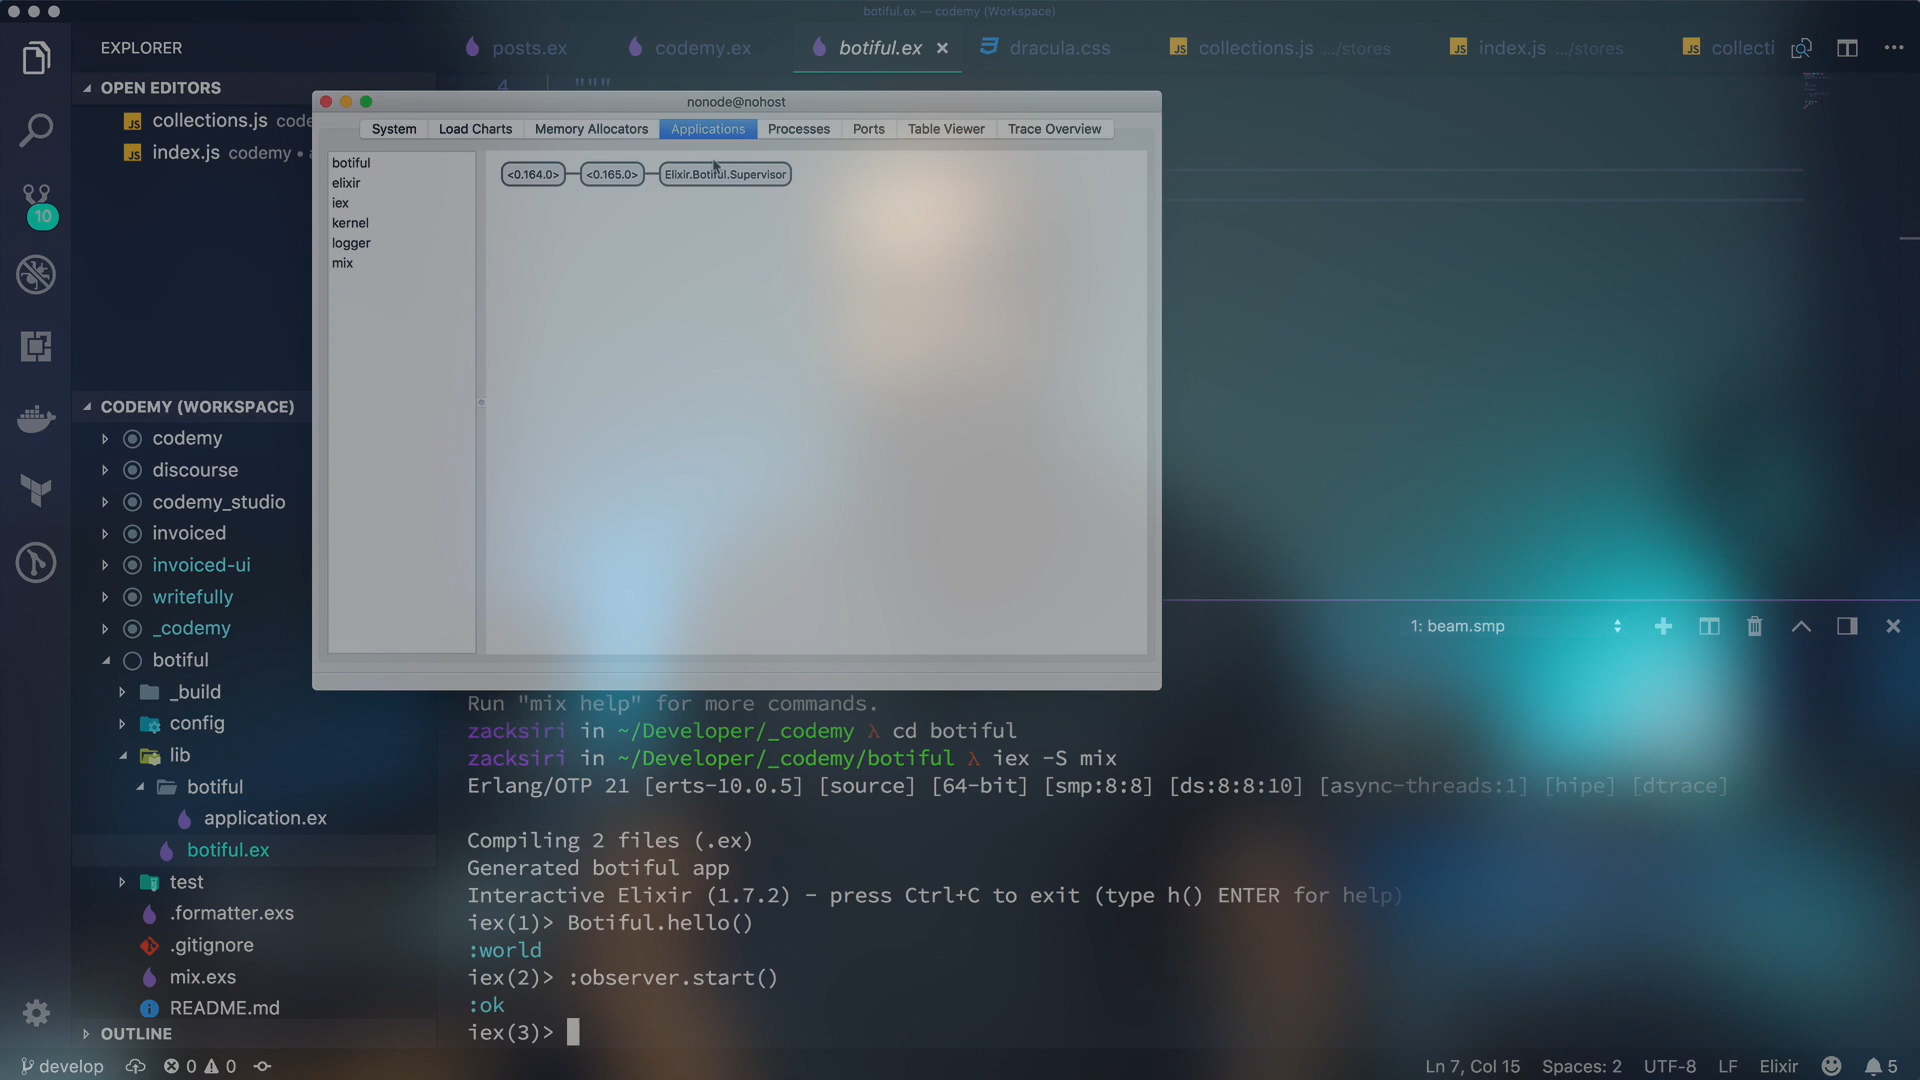 botiful.ex — codemy (Workspace)
EXPLORER
posts.ex
codemy.ex
botiful.ex
dracula.css
collections.js .../stores
index.js .../stores
collecti
OPEN EDITORS
collections.js code
index.js codemy •
4 """
nonode@nohost
System
Load Charts
Memory Allocators
Applications
Processes
Ports
Table Viewer
Trace Overview
botiful
elixir
iex
kernel
logger
mix
<0.164.0>
<0.165.0>
Elixir.Botiful.Supervisor
10
CODEMY (WORKSPACE)
codemy
discourse
codemy_studio
invoiced
invoiced-ui
writefully
_codemy
botiful
_build
config
lib
botiful
application.ex
botiful.ex
test
.formatter.exs
.gitignore
mix.exs
README.md
OUTLINE
1: beam.smp
Run "mix help" for more commands.
zacksiri in ~/Developer/_codemy λ cd botiful
zacksiri in ~/Developer/_codemy/botiful λ iex -S mix
Erlang/OTP 21 [erts-10.0.5] [source] [64-bit] [smp:8:8] [ds:8:8:10] [async-threads:1] [hipe] [dtrace]
Compiling 2 files (.ex)
Generated botiful app
Interactive Elixir (1.7.2) - press Ctrl+C to exit (type h() ENTER for help)
iex(1)> Botiful.hello()
:world
iex(2)> :observer.start()
:ok
iex(3)>
develop
0
0
Ln 7, Col 15
Spaces: 2
UTF-8
LF
Elixir
5